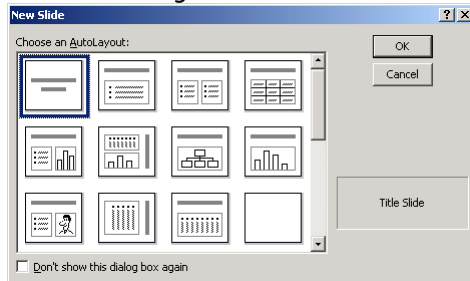 New Slide
Choose an AutoLayout:
OK
Cancel
Title Slide
Don't show this dialog box again